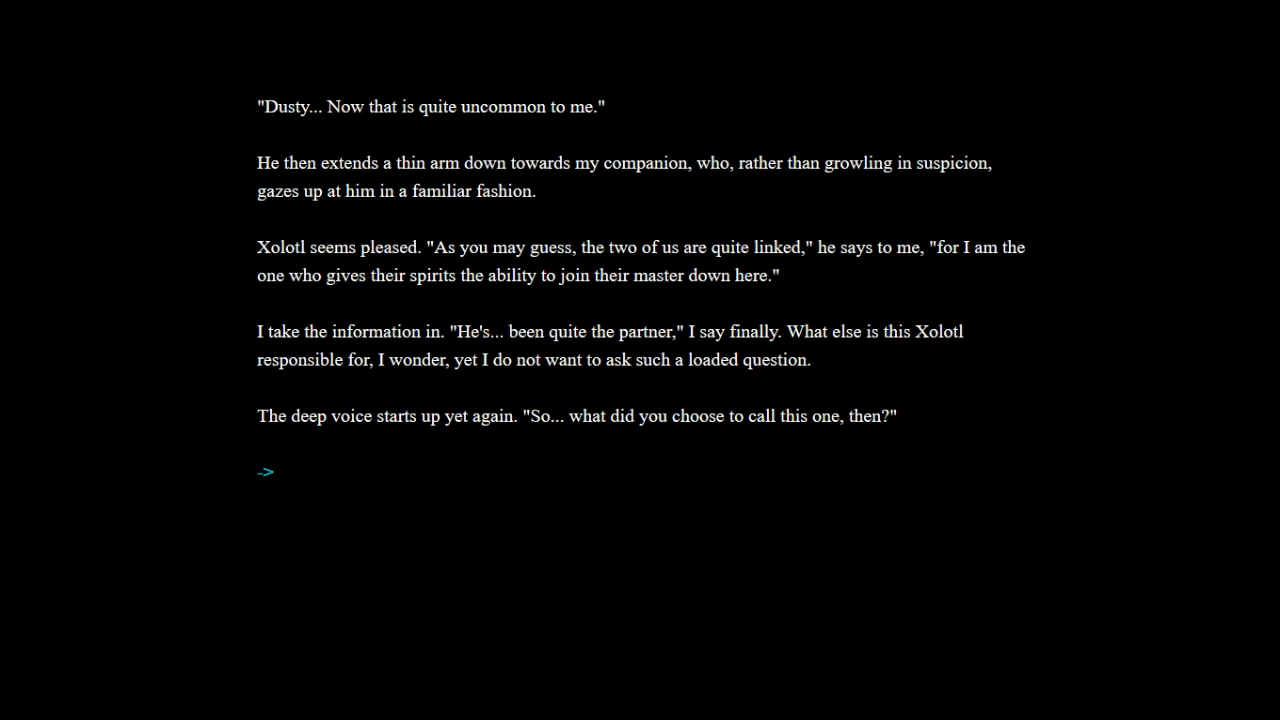 "Dusty... Now that is quite uncommon to me."
He then extends a thin arm down towards my companion, who, rather than growling in suspicion,
gazes up at him in a familiar fashion.
Xolotl seems pleased. "As you may guess, the two of us are quite linked," he says to me, "for I am the
one who gives their spirits the ability to join their master down here."
I take the information in. "He's... been quite the partner," I say finally. What else is this Xolotl
responsible for, I wonder, yet I do not want to ask such a loaded question.
The deep voice starts up yet again. "So... what did you choose to call this one, then?"
->